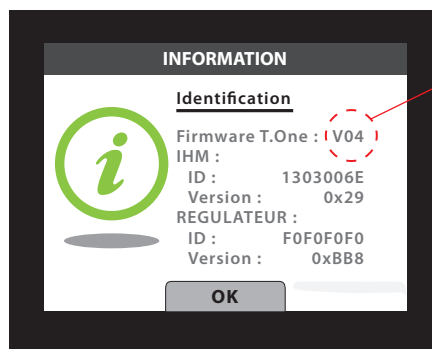 INFORMATION
Identification
Firmware T.One : V04
IHM :
ID : 1303006E
Version : 0x29
REGULATEUR :
ID : F0F0F0F0
Version : 0xBB8
OK